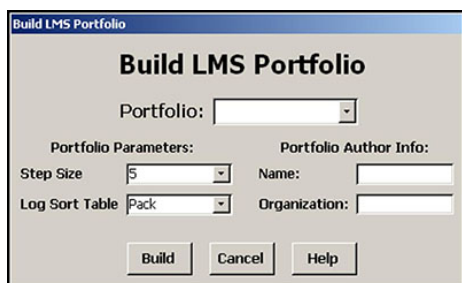 Build LMS Portfolio
Build LMS Portfolio
Portfolio:
Portfolio Parameters: Portfolio Author Info:
Step Size 5 Name:
Log Sort Table Pack Organization:
Build Cancel Help